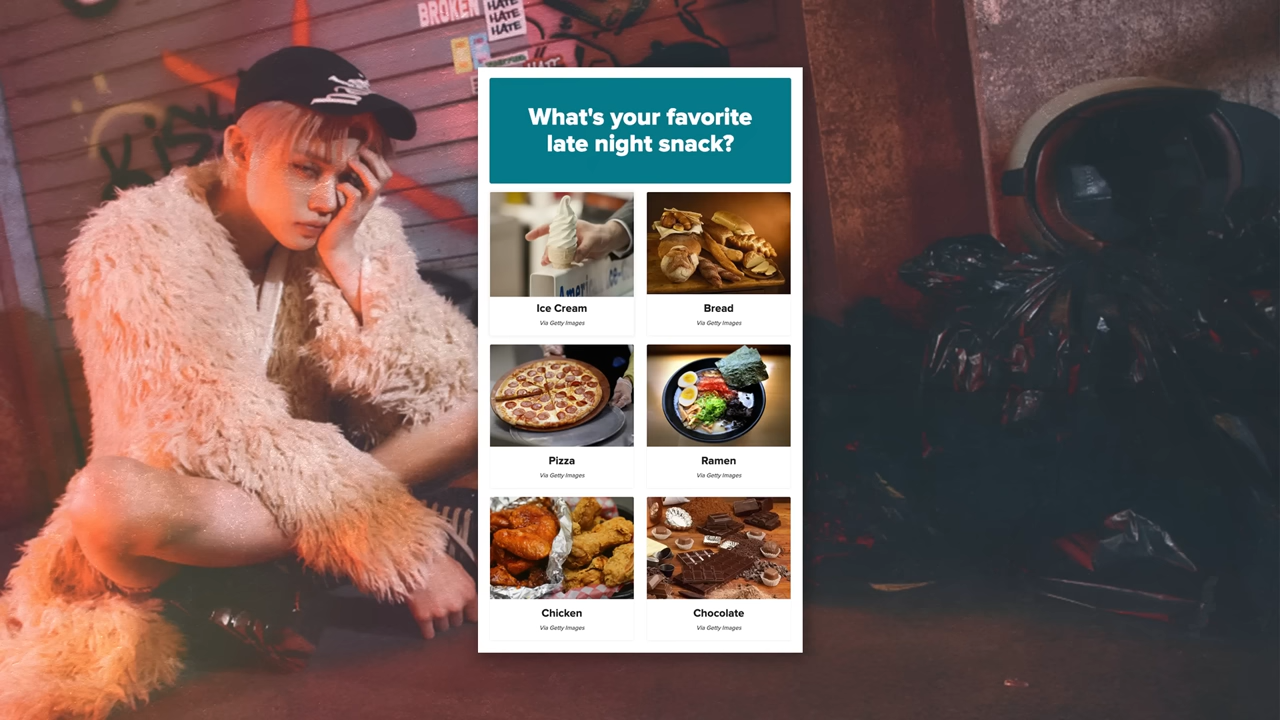 BROKEN
HATE
HATE
HATE
What's your favorite
late night snack?
Ice Cream
Via Getty Images
Bread
Via Getty Images
Pizza
Via Getty Images
Ramen
Via Getty Images
Chicken
Via Getty Images
Chocolate
Via Getty Images